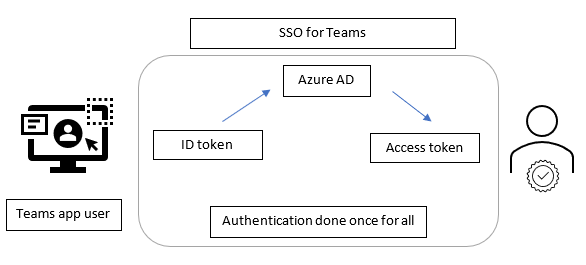 SSO for Teams
Azure AD
ID token
Access token
Teams app user
Authentication done once for all